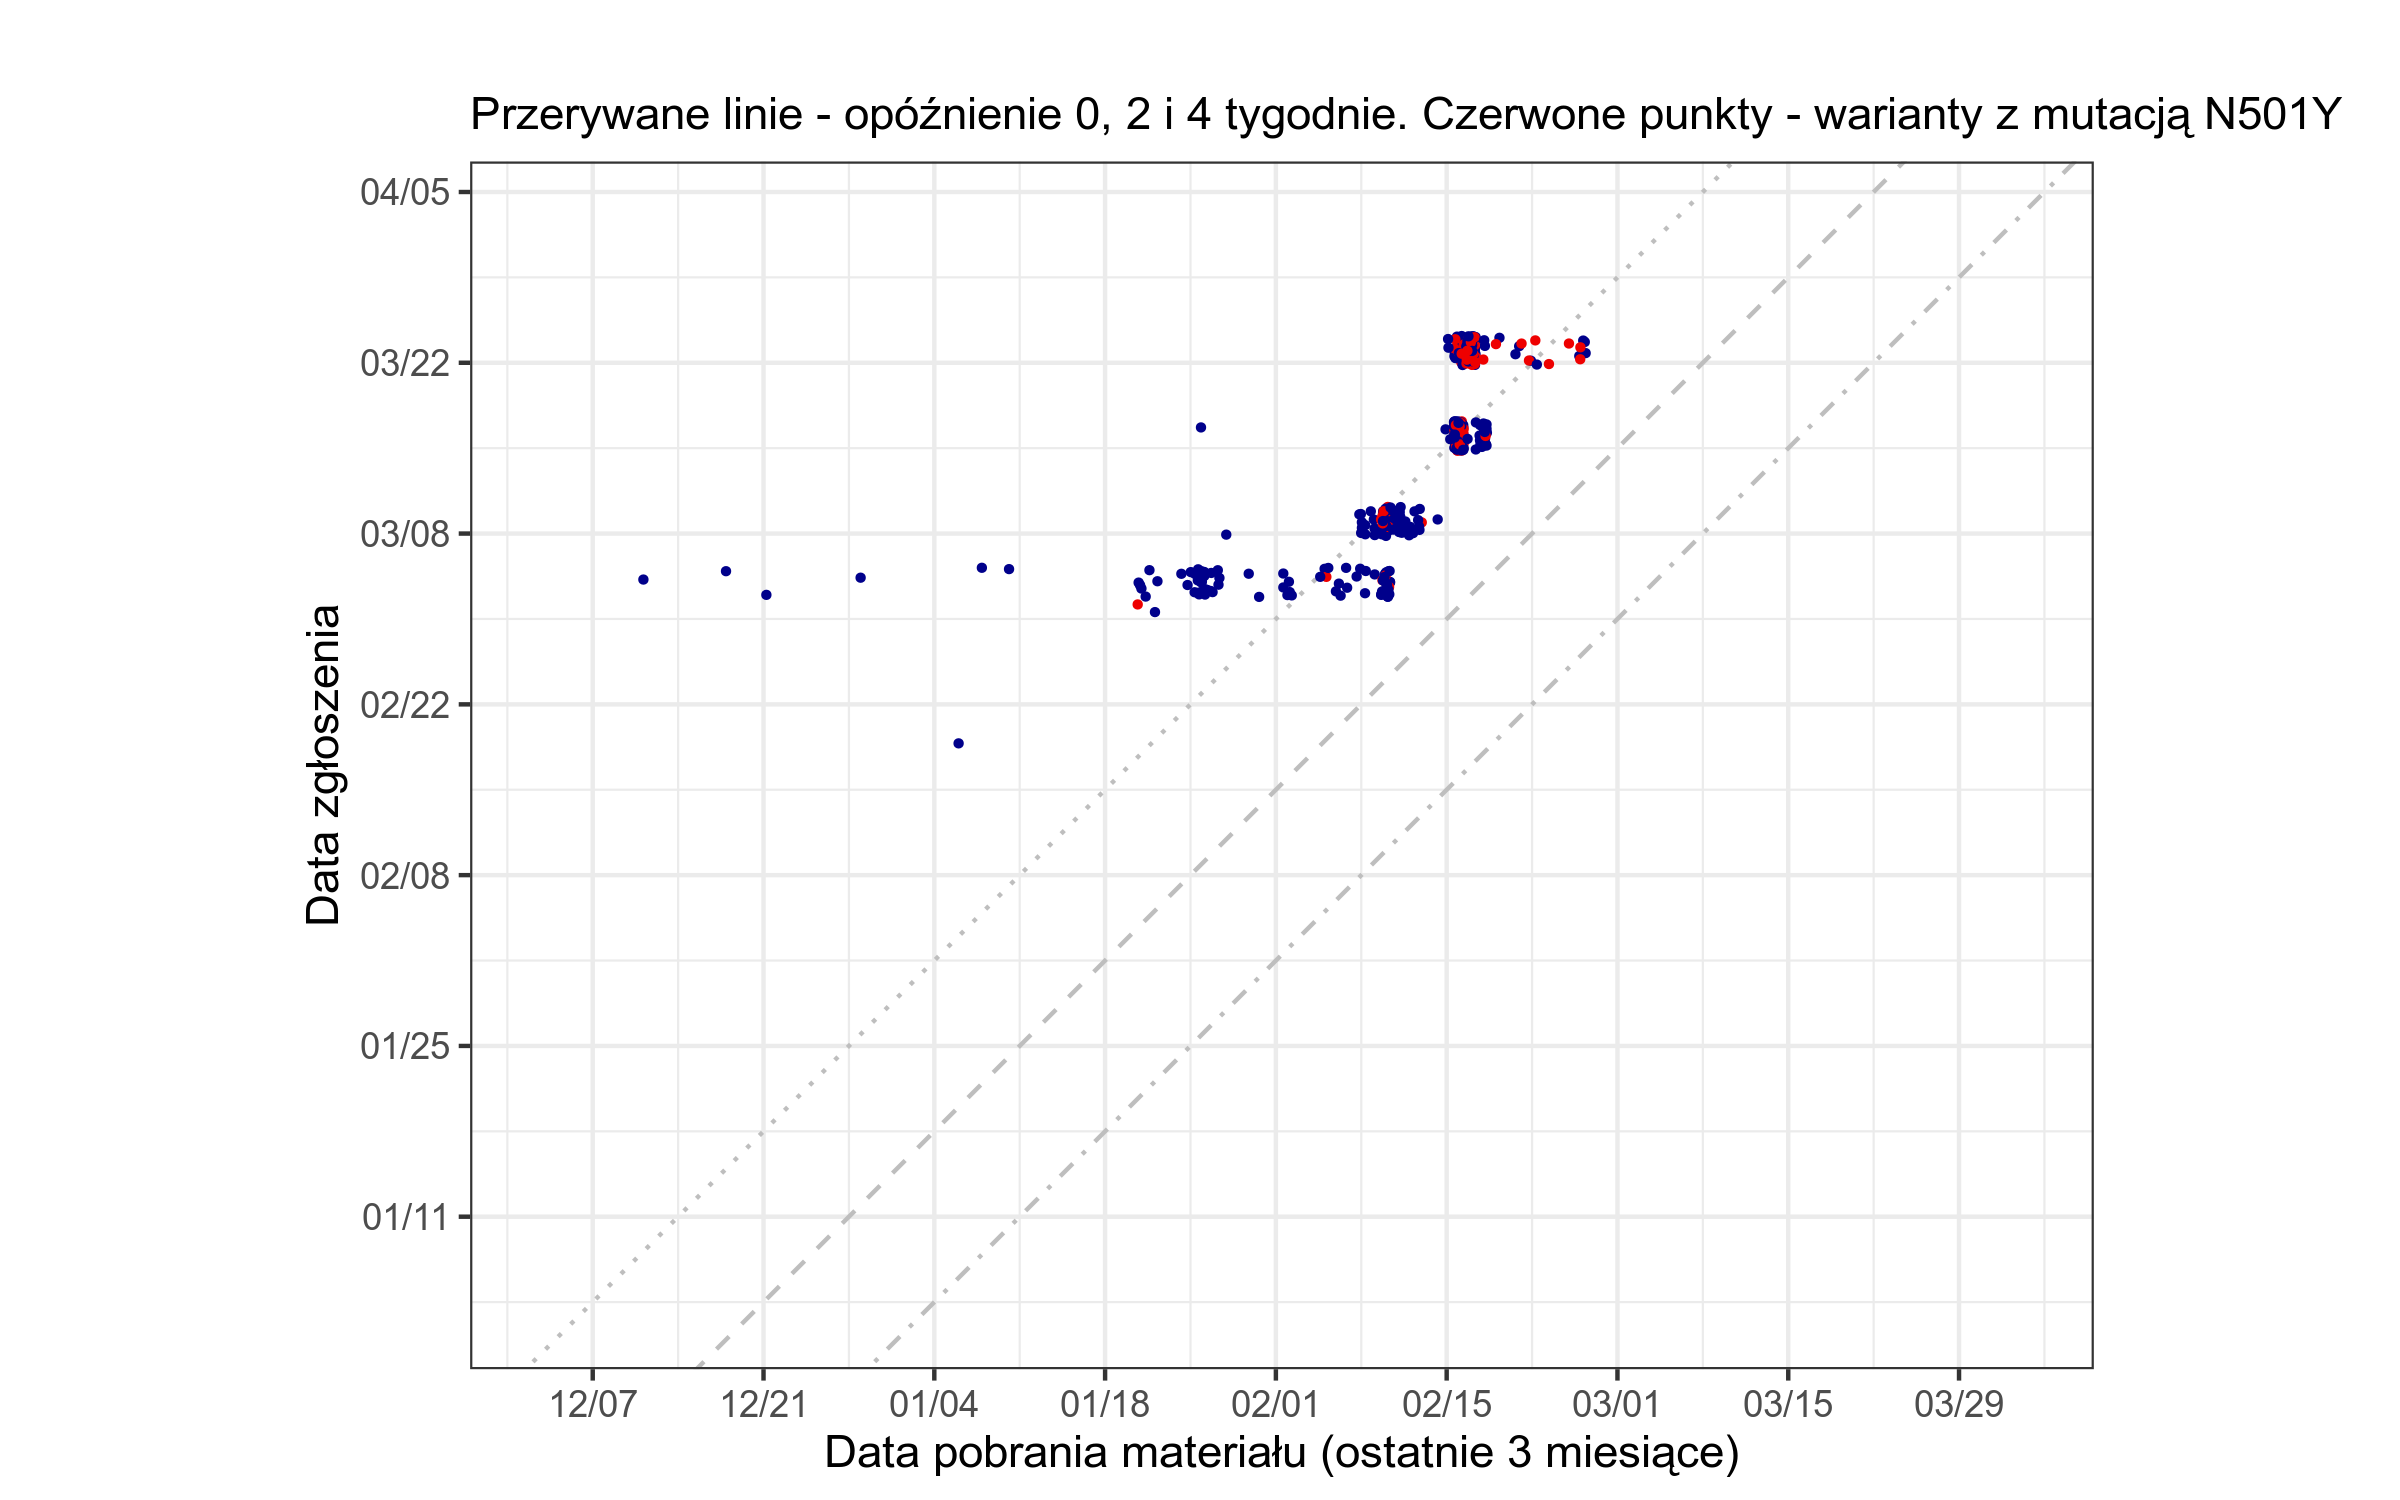 Przerywane linie - opóźnienie 0, 2 i 4 tygodnie. Czerwone punkty - warianty z mutacją N501Y
04/05
03/22
03/08
02/22
02/08
01/25
01/11
Data zgłoszenia
12/07 12/21 01/04 01/18 02/01 02/15 03/01 03/15 03/29
Data pobrania materiału (ostatnie 3 miesiące)